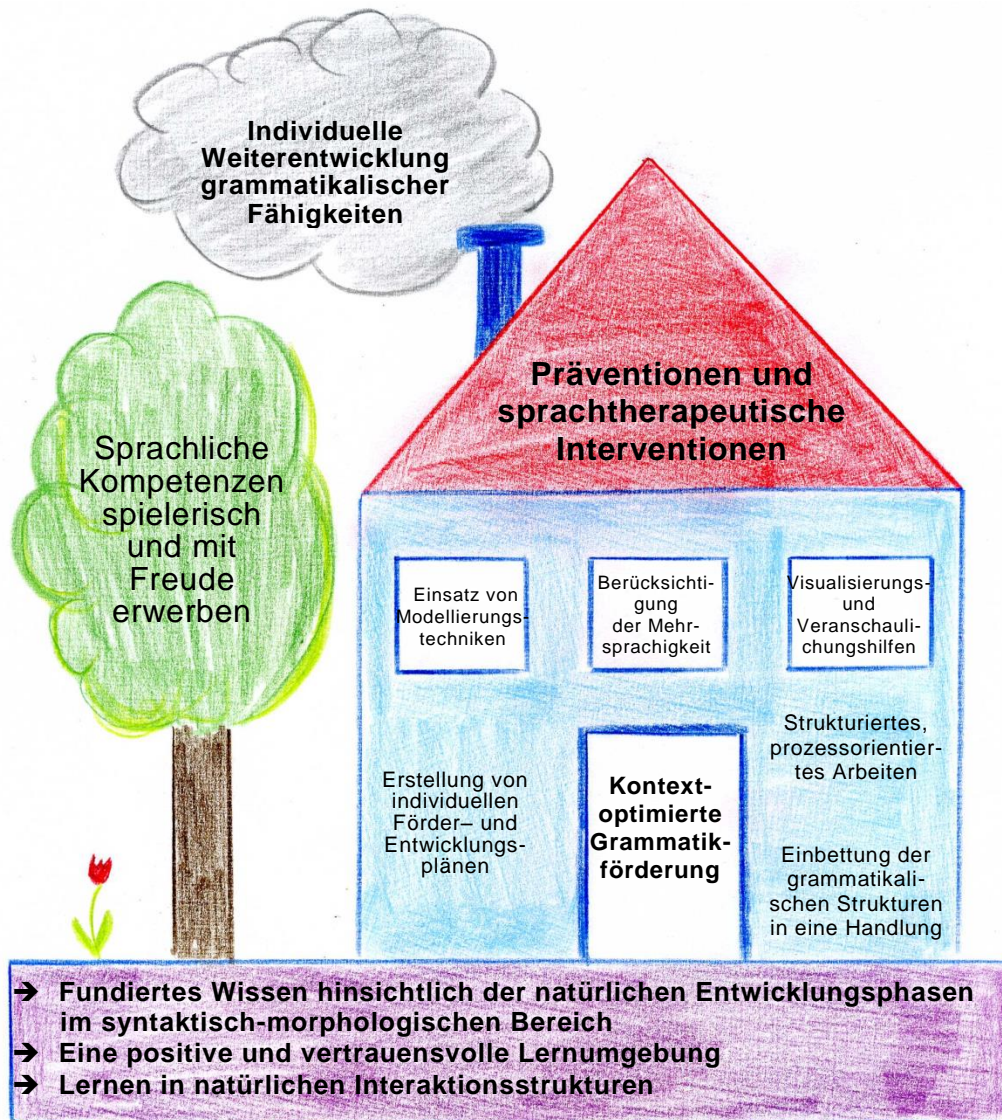 Individuelle
Weiterentwicklung
grammatikalischer
Fähigkeiten
Präventionen und
sprachtherapeutische
Interventionen
Sprachliche
Kompetenzen
spielerisch
und mit
Freude
erwerben
Einsatz von
Modellierungs-
techniken
Berücksichti-
gung
der Mehr-
sprachigkeit
Visualisierungs-
und
Veranschauli-
chungshilfen
Erstellung von
individuellen
Förder– und
Entwicklungs-
plänen
Kontext-
optimierte
Grammatik-
förderung
Strukturiertes,
prozessorientier-
tes Arbeiten
Einbettung der
grammatikali-
schen Strukturen
in eine Handlung
➔ Fundiertes Wissen hinsichtlich der natürlichen Entwicklungsphasen
im syntaktisch-morphologischen Bereich
➔ Eine positive und vertrauensvolle Lernumgebung
➔ Lernen in natürlichen Interaktionsstrukturen